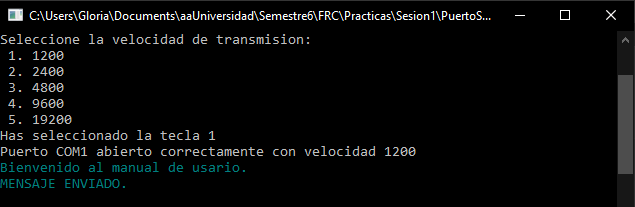 C:\Users\Gloria\Documents\aaUniversidad\Semestre6\FRC\Practicas\Sesion1\PuertoS...
Seleccione la velocidad de transmision:
1. 1200
2. 2400
3. 4800
4. 9600
5. 19200
Has seleccionado la tecla 1
Puerto COM1 abierto correctamente con velocidad 1200
Bienvenido al manual de usario.
MENSAJE ENVIADO.